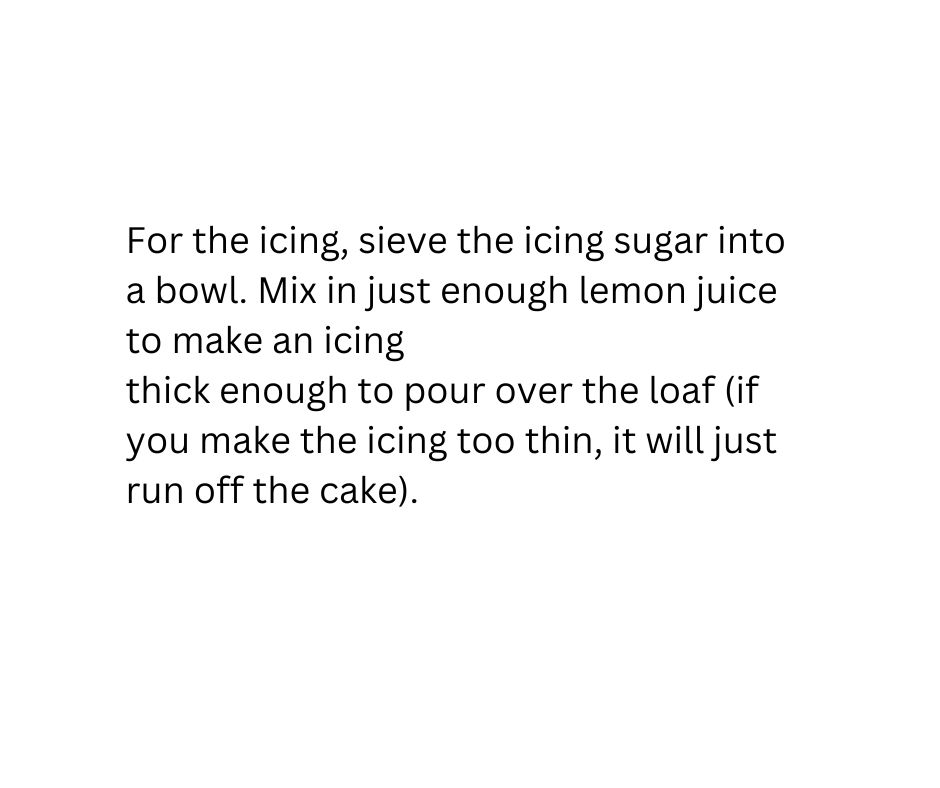 For the icing, sieve the icing sugar into
a bowl. Mix in just enough lemon juice
to make an icing
thick enough to pour over the loaf (if
you make the icing too thin, it will just
run off the cake).